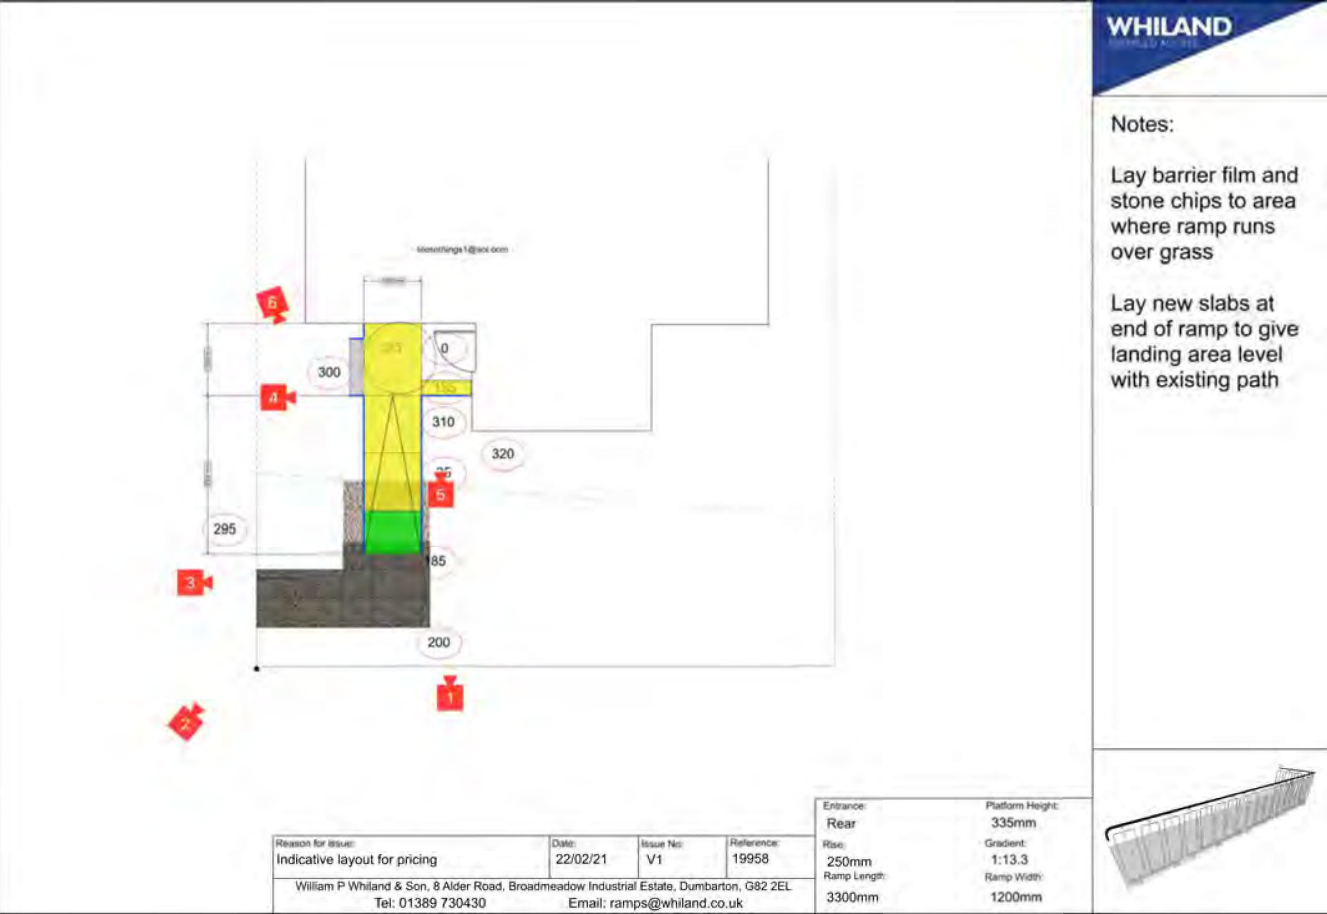 WHILAND
Notes:
Lay barrier film and
stone chips to area
where ramp runs
over grass
Lay new slabs at
end of ramp to give
landing area level
with existing path
6
0
300
4
310
320
5
295
3
185
200
1
2
Entrance:
Rear
Platform Height:
335mm
Rise:
250mm
Gradient:
1:13.3
Ramp Length:
3300mm
Ramp Width:
1200mm
Reason for issue:
Indicative layout for pricing
Date:
22/02/21
Issue No:
V1
Reference:
19958
William P Whiland & Son, 8 Alder Road, Broadmeadow Industrial Estate, Dumbarton, G82 2EL
Tel: 01389 730430 Email: ramps@whiland.co.uk